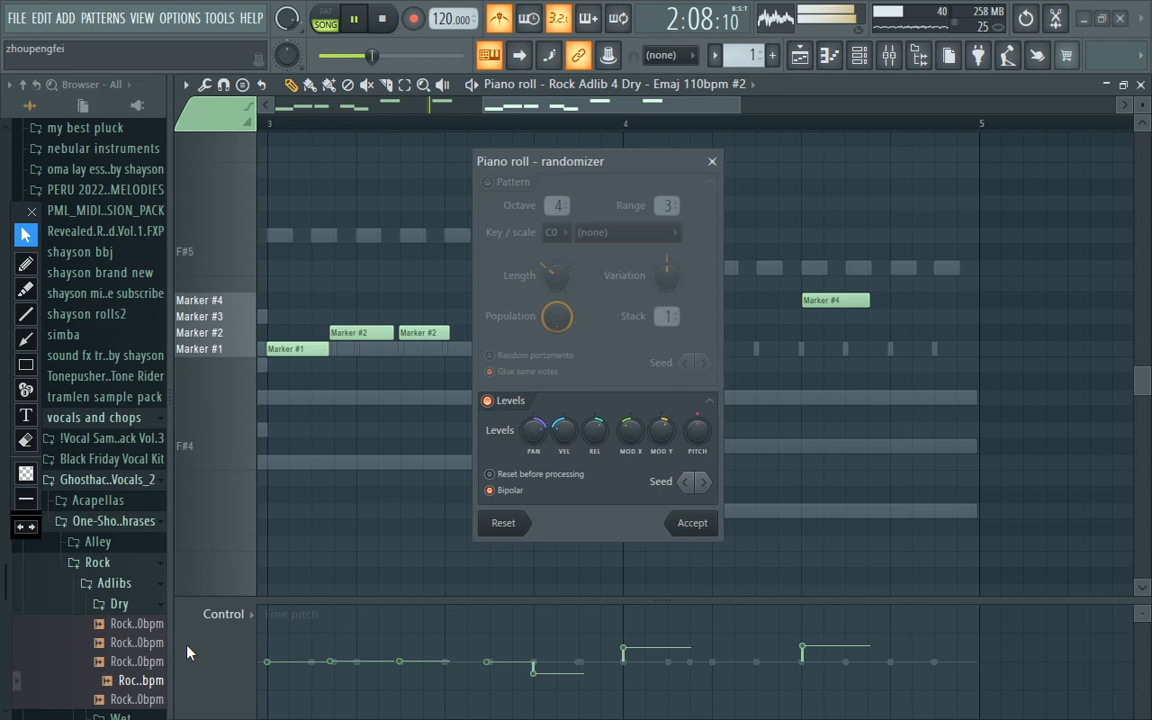 FILE EDIT ADD PATTERNS VIEW OPTIONS TOOLS HELP
PAT
SONG
120.000
3.2.
2:08:10
B:S:T
40
258 MB
25
zhoupengfei
(none)
1
Browser - All
Piano roll - Rock Adlib 4 Dry - Emaj 110bpm #2
3
4
5
my best pluck
nebular instruments
oma lay ess..by shayson
PERU 2022..MELODIES
PML_MIDI..SION_PACK
Revealed.R..d.Vol.1.FXP
shayson bbj
shayson brand new
shayson mi..e subscribe
shayson rolls2
simba
sound fx tr..by shayson
Tonepusher..Tone Rider
tramlen sample pack
vocals and chops
!Vocal Sam..ack Vol.3
Black Friday Vocal Kit
Ghosthac..Vocals_2
Acapellas
One-Sho..hrases
Alley
Rock
Adlibs
Dry
Rock..0bpm
Rock..0bpm
Rock..0bpm
Roc..bpm
Rock..0bpm
Wet
F#5
Marker #4
Marker #3
Marker #2
Marker #1
F#4
Marker #1
Marker #2
Marker #2
Marker #4
Piano roll - randomizer
Pattern
Octave 4 Range 3
Key / scale C0 (none)
Length Variation
Population Stack 1
Random portamento
Glue same notes
Seed
Levels
Levels
PAN VEL REL MOD X MOD Y PITCH
Reset before processing
Bipolar
Seed
Reset Accept
Control
Fine pitch